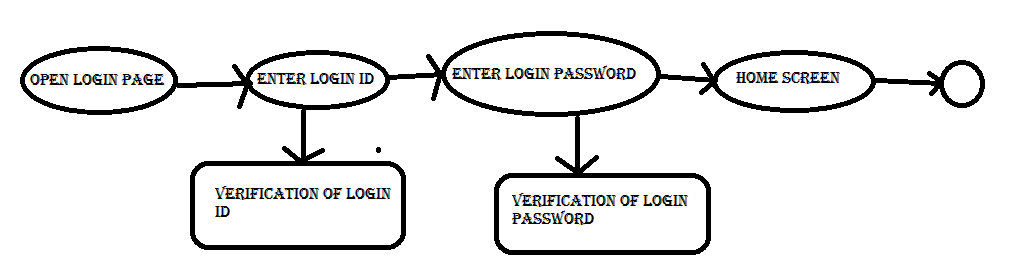 OPEN LOGIN PAGE
ENTER LOGIN ID
ENTER LOGIN PASSWORD
HOME SCREEN
VERIFICATION OF LOGIN
ID
VERIFICATION OF LOGIN
PASSWORD